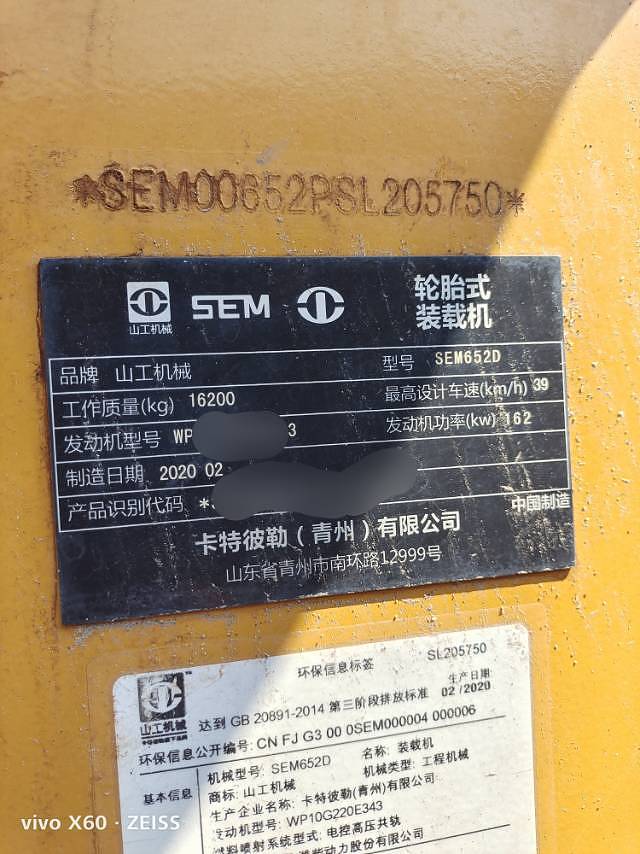 *SEM00652PSL205750*
山工机械 SEM 轮胎式
装载机
品牌 山工机械 型号 SEM652D
工作质量(kg) 16200 最高设计车速(km/h) 39
发动机型号 WP 3 发动机功率(kw) 162
制造日期 2020 02
产品识别代码 *
中国制造
卡特彼勒(青州)有限公司
山东省青州市南环路12999号
环保信息标签 SL205750
山工机械
达到 GB 20891-2014 第三阶段排放标准
生产日期:
02/2020
环保信息公开编号: CN FJ G3 00 0SEM000004 000006
基本信息
机械型号: SEM652D 名称: 装载机
商标: 山工机械 机械类型: 工程机械
生产企业名称: 卡特彼勒(青州)有限公司
发动机型号: WP10G220E343
燃料喷射系统型式: 电控高压共轨
潍柴动力股份有限公司
vivo X60 · ZEISS